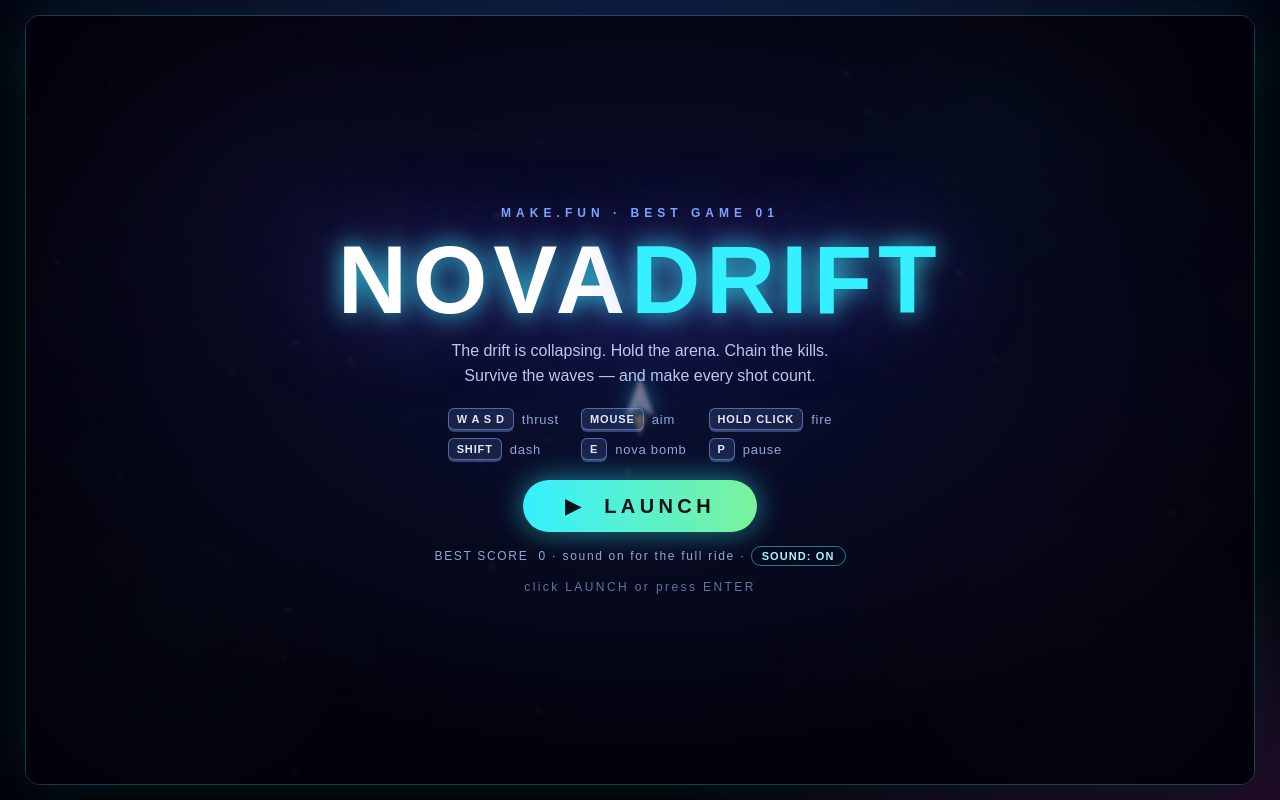 MAKE.FUN · BEST GAME 01
NOVADRIFT
The drift is collapsing. Hold the arena. Chain the kills.
Survive the waves — and make every shot count.
W A S D thrust MOUSE aim HOLD CLICK fire
SHIFT dash E nova bomb P pause
▶ LAUNCH
BEST SCORE 0 · sound on for the full ride · SOUND: ON
click LAUNCH or press ENTER